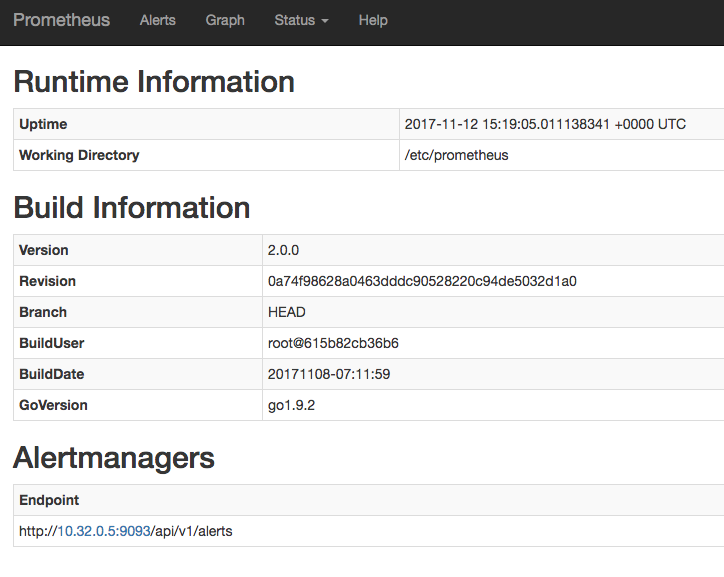 Prometheus Alerts Graph Status Help
Runtime Information
Uptime 2017-11-12 15:19:05.011138341 +0000 UTC
Working Directory /etc/prometheus
Build Information
Version 2.0.0
Revision 0a74f98628a0463dddc90528220c94de5032d1a0
Branch HEAD
BuildUser root@615b82cb36b6
BuildDate 20171108-07:11:59
GoVersion go1.9.2
Alertmanagers
Endpoint
http://10.32.0.5:9093/api/v1/alerts